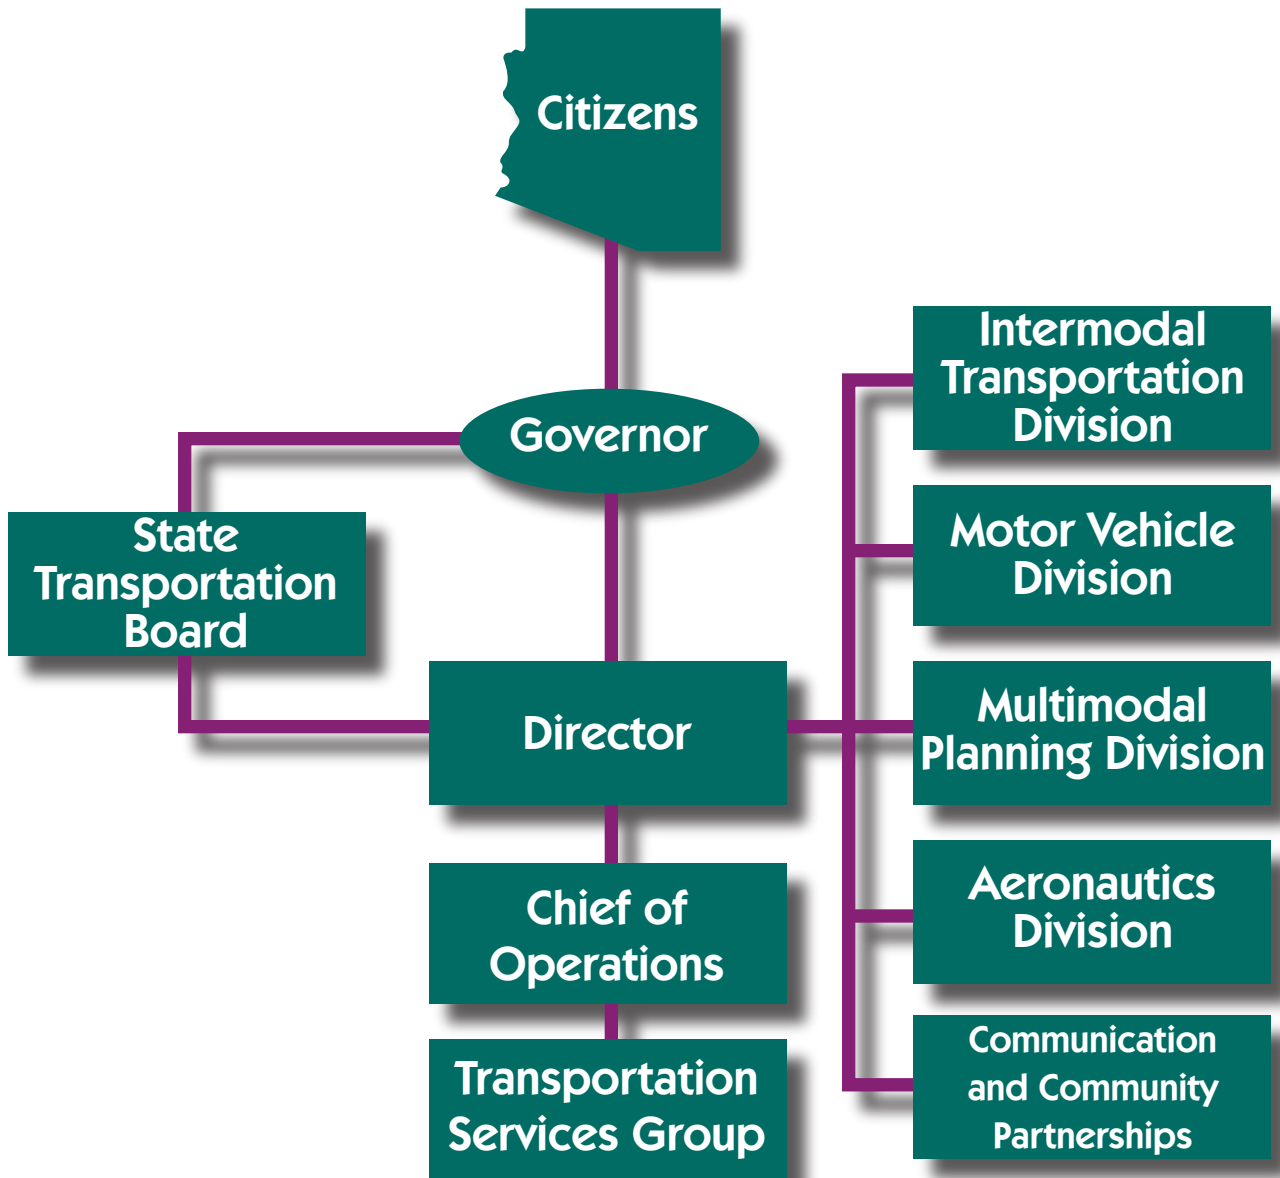 Citizens
Governor
State
Transportation
Board
Director
Chief of
Operations
Transportation
Services Group
Intermodal
Transportation
Division
Motor Vehicle
Division
Multimodal
Planning Division
Aeronautics
Division
Communication
and Community
Partnerships